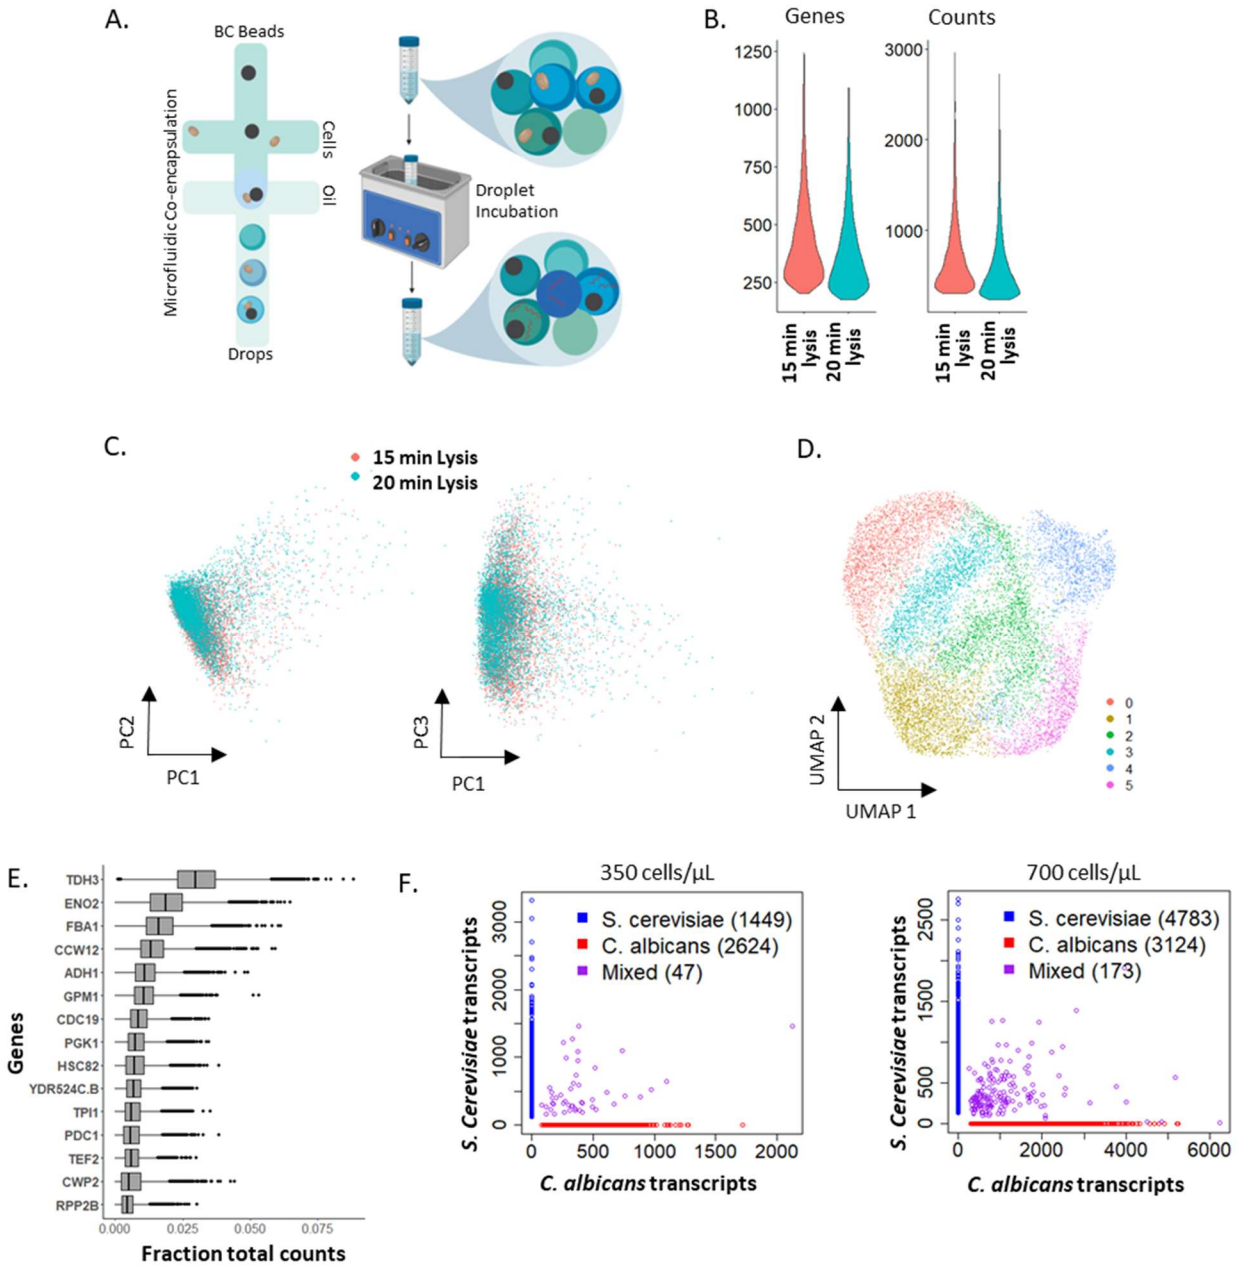 A.
BC Beads
Microfluidic Co-encapsulation
Cells
Oil
Drops
Droplet
Incubation
B.
Genes
Counts
1250
1000
750
500
250
3000
2000
1000
15 min
lysis
20 min
lysis
15 min
lysis
20 min
lysis
C.
15 min Lysis
20 min Lysis
PC2
PC1
PC3
PC1
D.
UMAP 2
UMAP 1
0
1
2
3
4
5
E.
Genes
TDH3
ENO2
FBA1
CCW12
ADH1
GPM1
CDC19
PGK1
HSC82
YDR524C.B
TPI1
PDC1
TEF2
CWP2
RPP2B
0.000 0.025 0.050 0.075
Fraction total counts
F.
350 cells/µL
S. cerevisiae (1449)
C. albicans (2624)
Mixed (47)
S. Cerevisiae transcripts
3000
2000
1000
0
0 500 1000 1500 2000
C. albicans transcripts
700 cells/µL
S. cerevisiae (4783)
C. albicans (3124)
Mixed (173)
S. Cerevisiae transcripts
2500
1500
500
0
0 2000 4000 6000
C. albicans transcripts